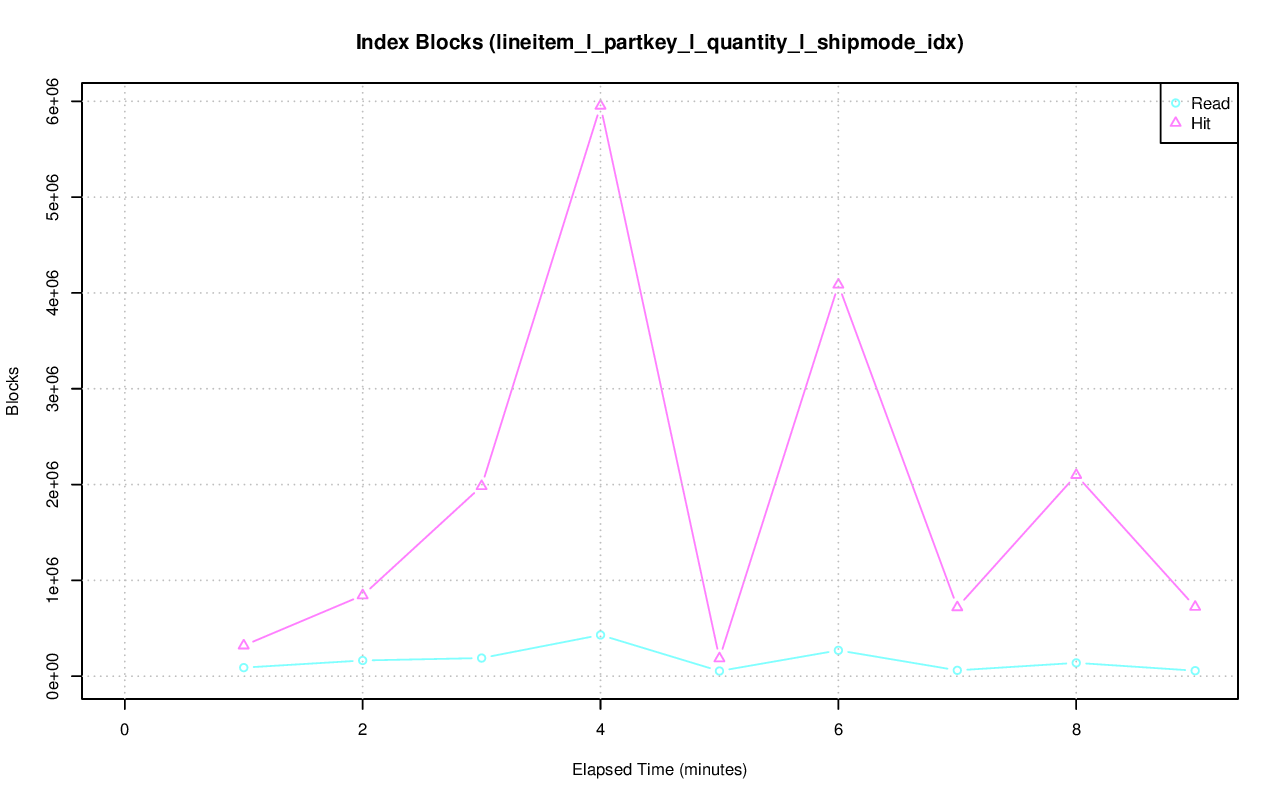 Index Blocks (lineitem_l_partkey_l_quantity_l_shipmode_idx)
Read
Hit
6e+06
5e+06
4e+06
3e+06
2e+06
1e+06
0e+00
Blocks
0 2 4 6 8
Elapsed Time (minutes)